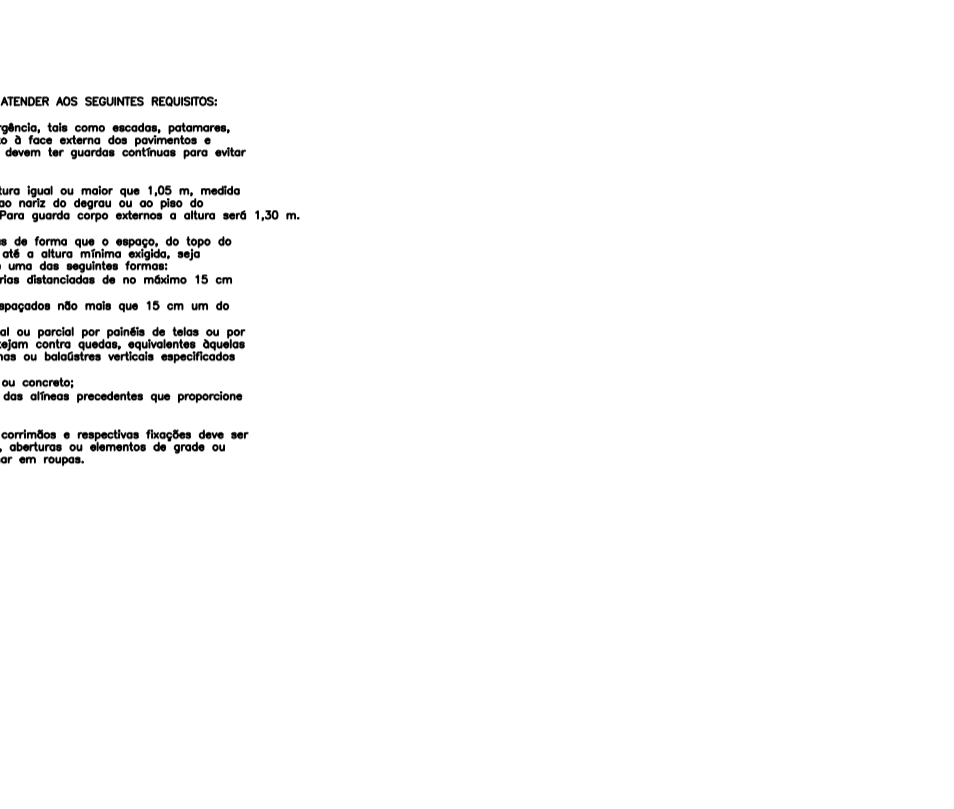 ATENDER AOS SEGUINTES REQUISITOS:
rgência, tais como escadas, patamares,
o à face externa dos pavimentos e
devem ter guardas contínuas para evitar
tura igual ou maior que 1,05 m, medida
ao nariz do degrau ou ao piso do
Para guarda corpo externos a altura será 1,30 m.
s de forma que o espaço, do topo do
até a altura mínima exigida, seja
uma das seguintes formas:
rias distanciadas de no máximo 15 cm
spaçados não mais que 15 cm um do
al ou parcial por painéis de telas ou por
tejam contra quedas, equivalentes àquelas
nas ou balaústres verticais especificados
ou concreto;
das alíneas precedentes que proporcione
corrimãos e respectivas fixações deve ser
, aberturas ou elementos de grade ou
ar em roupas.